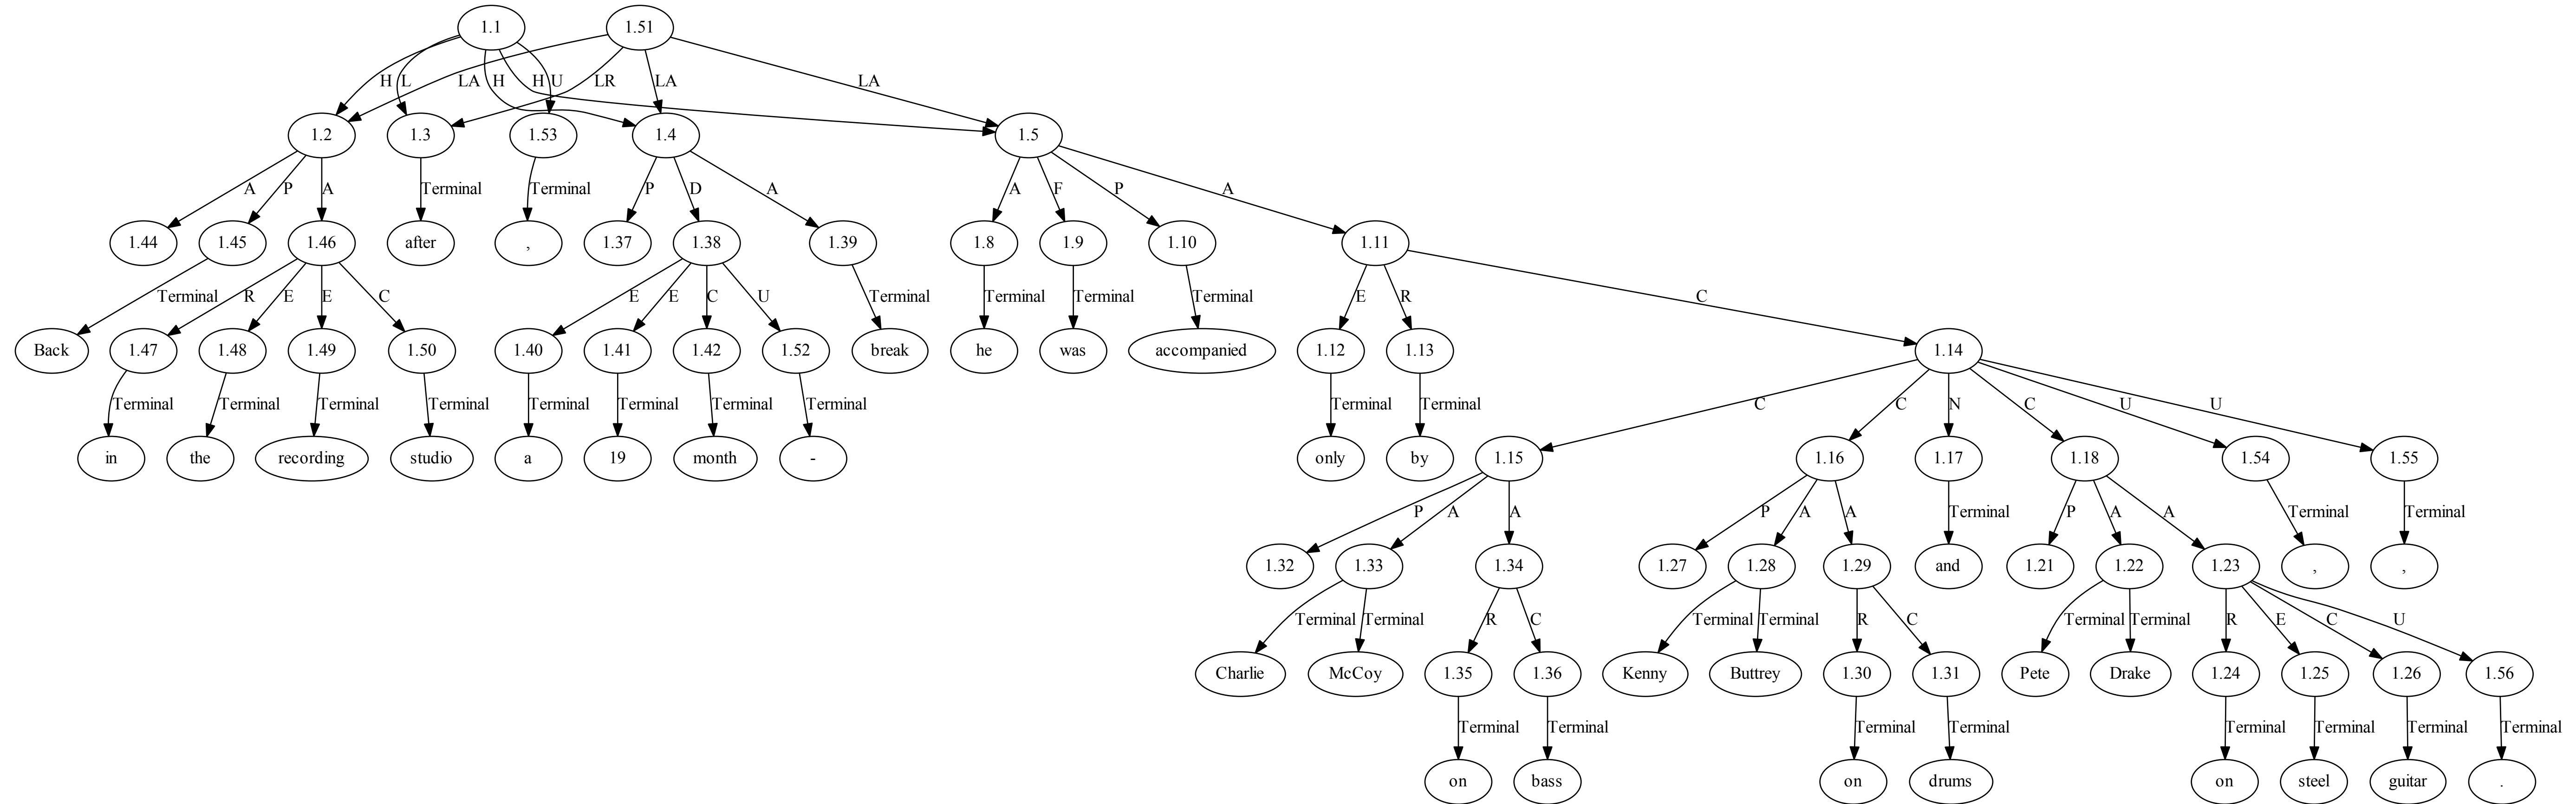 1.1 1.51
H L LA H H U LR LA LA
1.2 1.3 1.53 1.4 1.5
A P A Terminal Terminal P D A A F P A
1.44 1.45 1.46 after , 1.37 1.38 1.39 1.8 1.9 1.10 1.11
Terminal R E E C E E C U Terminal Terminal Terminal Terminal E R C
Back 1.47 1.48 1.49 1.50 1.40 1.41 1.42 1.52 break he was accompanied 1.12 1.13 1.14
Terminal Terminal Terminal Terminal Terminal Terminal Terminal Terminal Terminal Terminal C C N C U U
in the recording studio a 19 month - only by 1.15 1.16 1.17 1.18 1.54 1.55
P A A P A A Terminal P A A Terminal Terminal
1.32 1.33 1.34 1.27 1.28 1.29 and 1.21 1.22 1.23 , ,
Terminal Terminal R C Terminal Terminal R C Terminal Terminal R E C U
Charlie McCoy 1.35 1.36 Kenny Buttrey 1.30 1.31 Pete Drake 1.24 1.25 1.26 1.56
Terminal Terminal Terminal Terminal Terminal Terminal Terminal Terminal
on bass on drums on steel guitar .